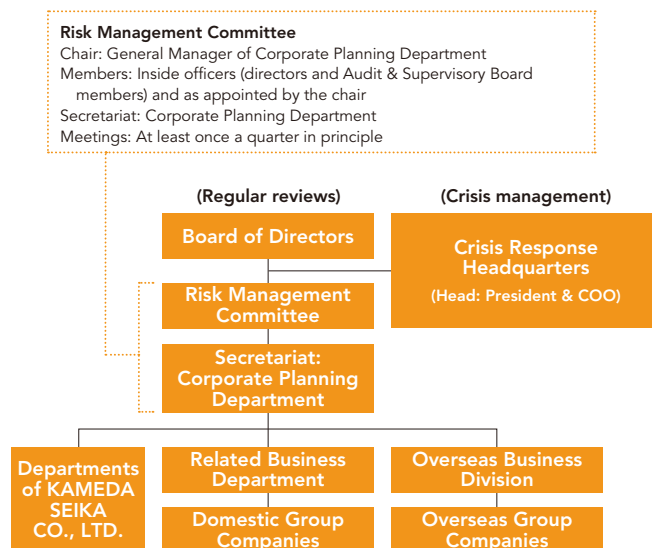 Risk Management Committee
Chair: General Manager of Corporate Planning Department
Members: Inside officers (directors and Audit & Supervisory Board
members) and as appointed by the chair
Secretariat: Corporate Planning Department
Meetings: At least once a quarter in principle
(Regular reviews)
(Crisis management)
Board of Directors
Crisis Response
Headquarters
(Head: President & COO)
Risk Management
Committee
Secretariat:
Corporate Planning
Department
Departments
of KAMEDA
SEIKA
CO., LTD.
Related Business
Department
Overseas Business
Division
Domestic Group
Companies
Overseas Group
Companies